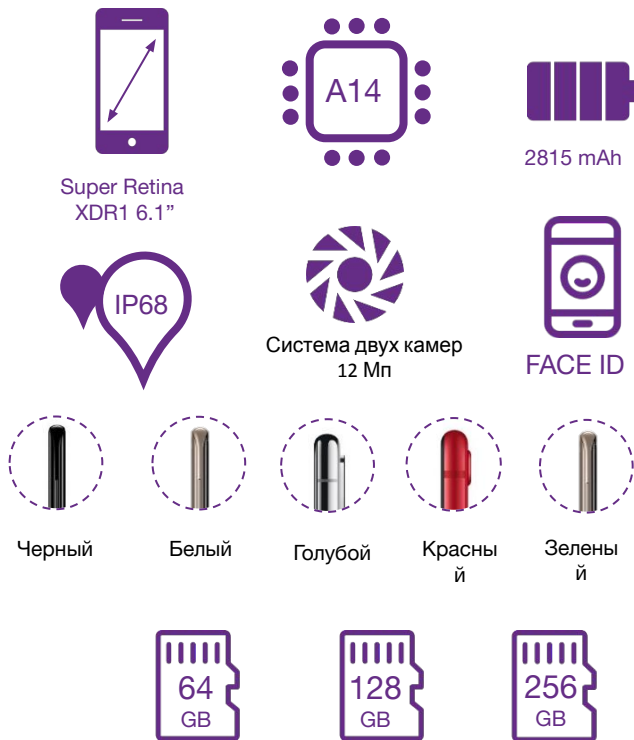 A14
2815 mAh
Super Retina
XDR1 6.1”
IP68
Система двух камер
12 Мп
FACE ID
Черный
Белый
Голубой
Красны
й
Зелены
й
64
GB
128
GB
256
GB